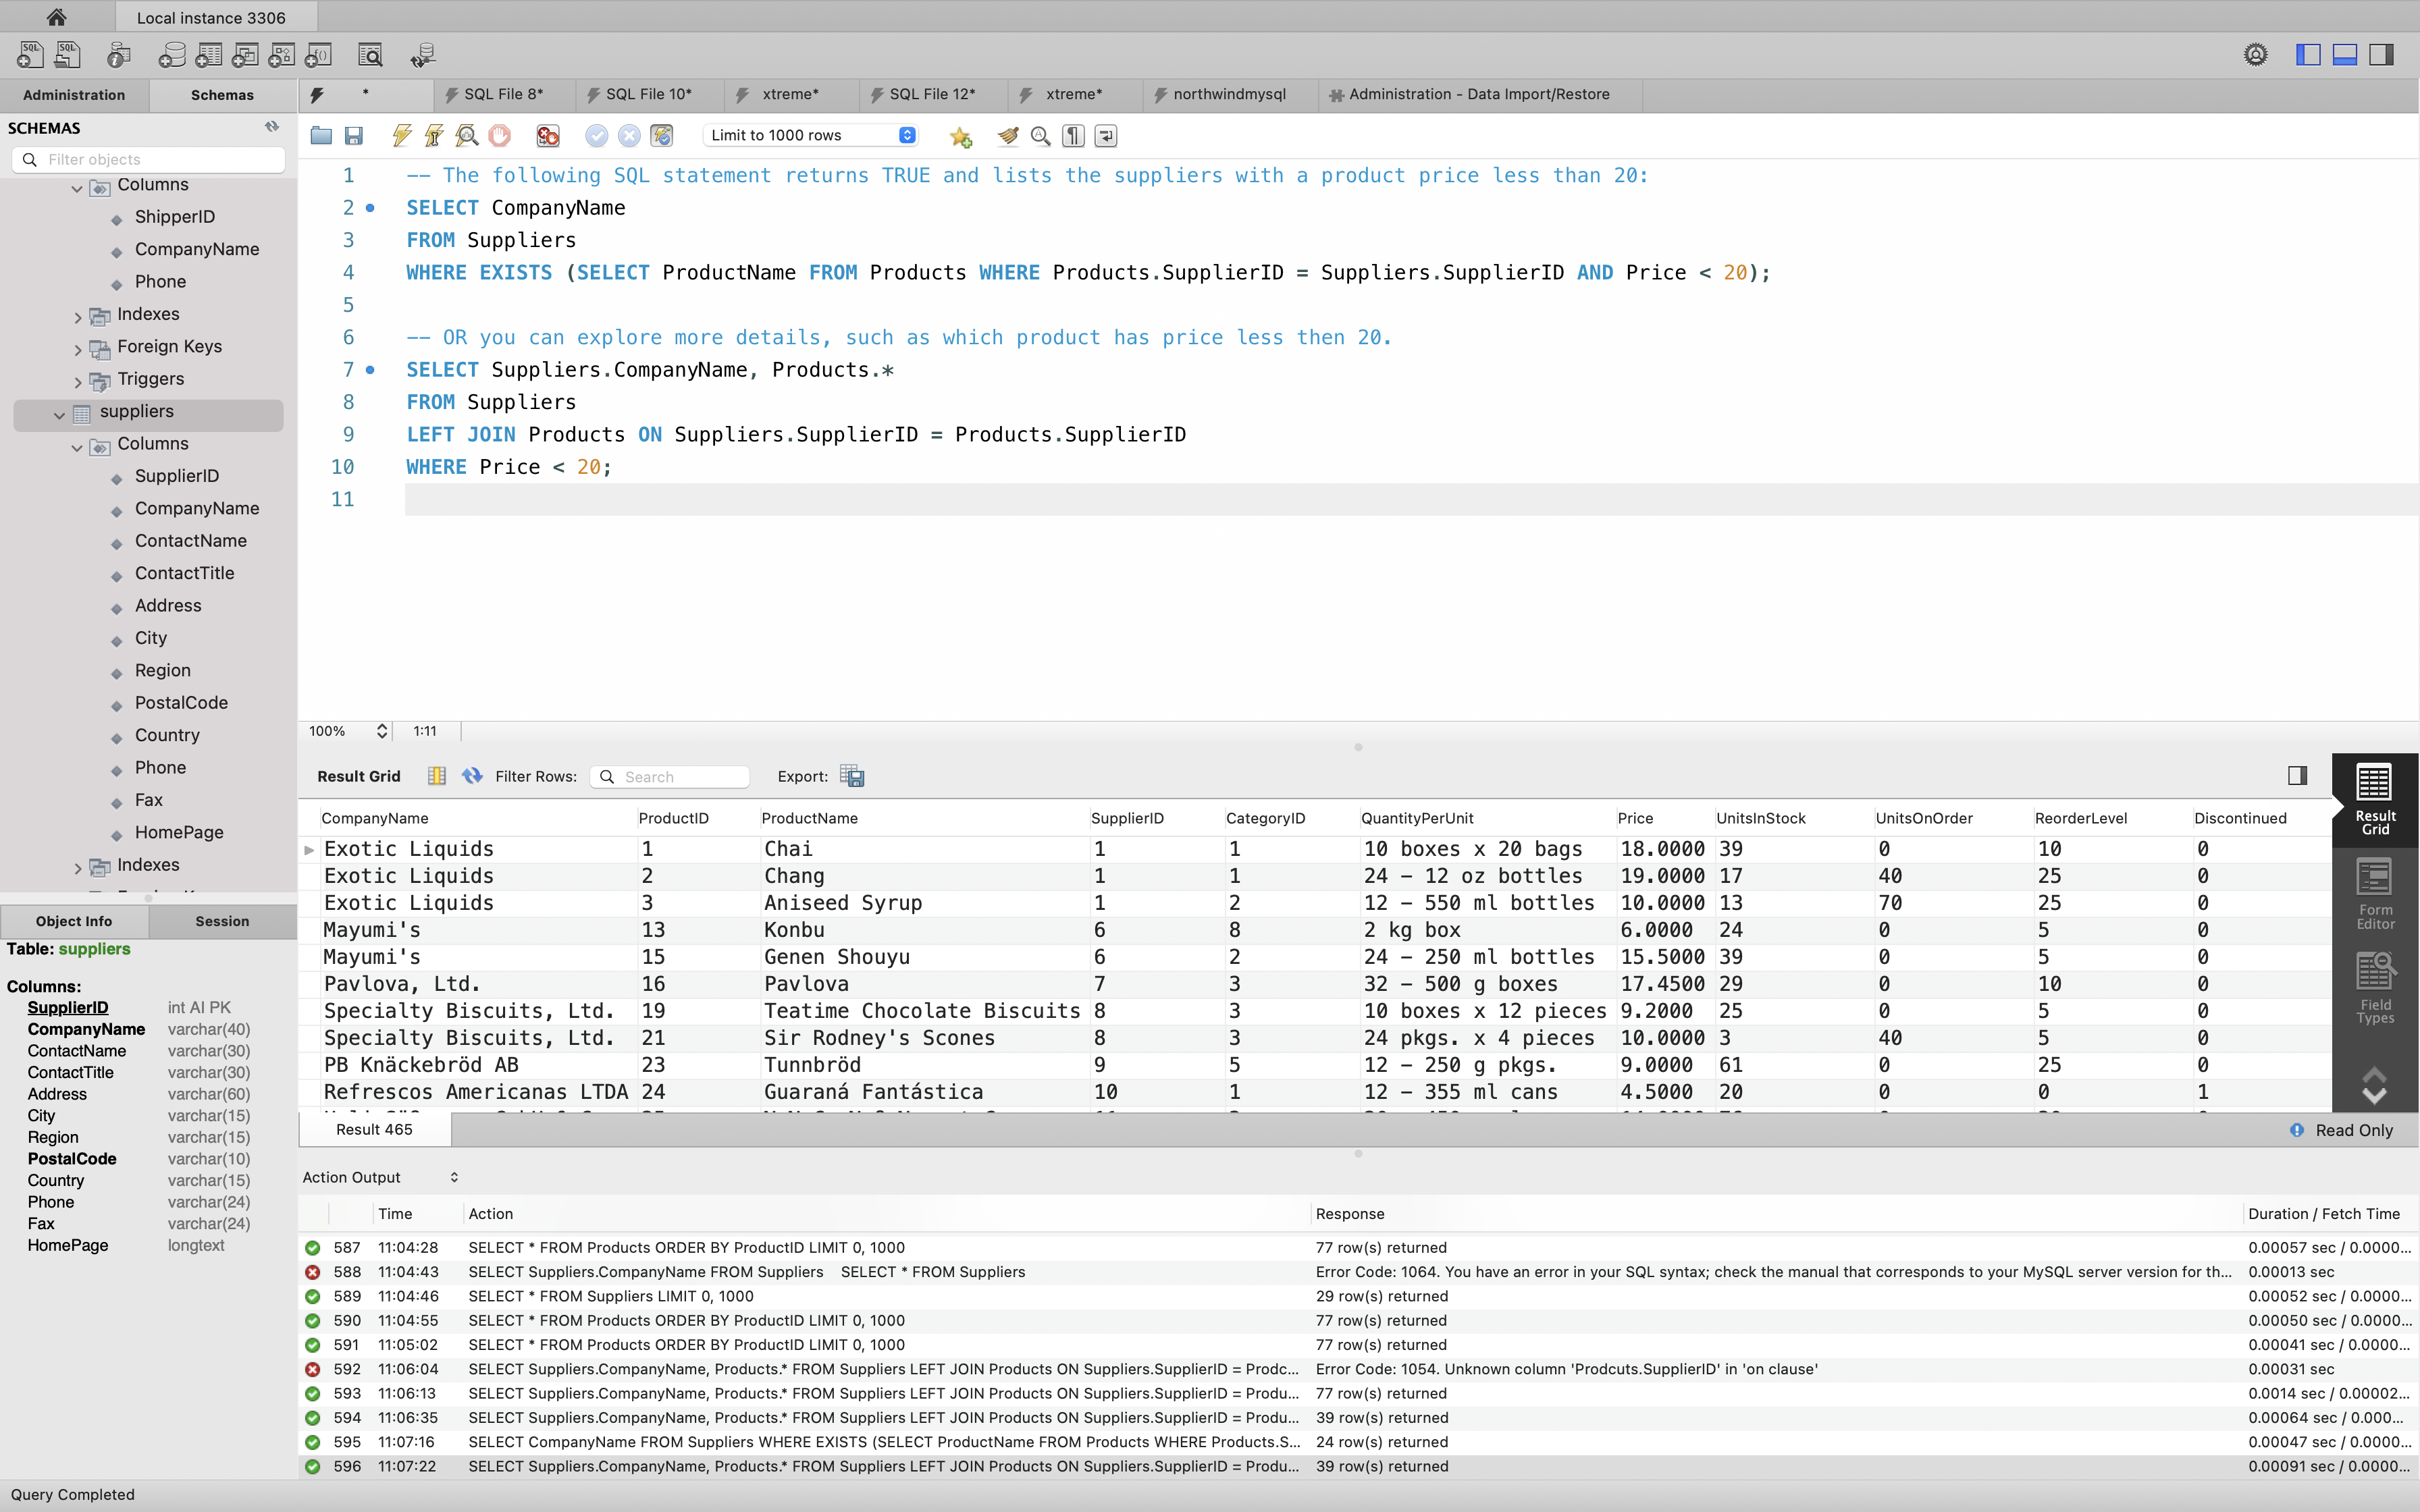 Local instance 3306
Administration
Schemas
*
SQL File 8*
SQL File 10*
xtreme*
SQL File 12*
xtreme*
northwindmysql
Administration - Data Import/Restore
SCHEMAS
Filter objects
Columns
ShipperID
CompanyName
Phone
Indexes
Foreign Keys
Triggers
suppliers
Columns
SupplierID
CompanyName
ContactName
ContactTitle
Address
City
Region
PostalCode
Country
Phone
Fax
HomePage
Indexes
Object Info
Session
Table: suppliers
Columns:
SupplierID int AI PK
CompanyName varchar(40)
ContactName varchar(30)
ContactTitle varchar(30)
Address varchar(60)
City varchar(15)
Region varchar(15)
PostalCode varchar(10)
Country varchar(15)
Phone varchar(24)
Fax varchar(24)
HomePage longtext
Limit to 1000 rows
1 -- The following SQL statement returns TRUE and lists the suppliers with a product price less than 20:
2 SELECT CompanyName
3 FROM Suppliers
4 WHERE EXISTS (SELECT ProductName FROM Products WHERE Products.SupplierID = Suppliers.SupplierID AND Price < 20);
5
6 -- OR you can explore more details, such as which product has price less then 20.
7 SELECT Suppliers.CompanyName, Products.*
8 FROM Suppliers
9 LEFT JOIN Products ON Suppliers.SupplierID = Products.SupplierID
10 WHERE Price < 20;
11
100% 1:11
Result Grid Filter Rows: Search Export:
CompanyName ProductID ProductName SupplierID CategoryID QuantityPerUnit Price UnitsInStock UnitsOnOrder ReorderLevel Discontinued
Exotic Liquids 1 Chai 1 1 10 boxes x 20 bags 18.0000 39 0 10 0
Exotic Liquids 2 Chang 1 1 24 - 12 oz bottles 19.0000 17 40 25 0
Exotic Liquids 3 Aniseed Syrup 1 2 12 - 550 ml bottles 10.0000 13 70 25 0
Mayumi's 13 Konbu 6 8 2 kg box 6.0000 24 0 5 0
Mayumi's 15 Genen Shouyu 6 2 24 - 250 ml bottles 15.5000 39 0 5 0
Pavlova, Ltd. 16 Pavlova 7 3 32 - 500 g boxes 17.4500 29 0 10 0
Specialty Biscuits, Ltd. 19 Teatime Chocolate Biscuits 8 3 10 boxes x 12 pieces 9.2000 25 0 5 0
Specialty Biscuits, Ltd. 21 Sir Rodney's Scones 8 3 24 pkgs. x 4 pieces 10.0000 3 40 5 0
PB Knäckebröd AB 23 Tunnbröd 9 5 12 - 250 g pkgs. 9.0000 61 0 25 0
Refrescos Americanas LTDA 24 Guaraná Fantástica 10 1 12 - 355 ml cans 4.5000 20 0 0 1
Result Grid
Form Editor
Field Types
Result 465
Read Only
Action Output
Time Action Response Duration / Fetch Time
587 11:04:28 SELECT * FROM Products ORDER BY ProductID LIMIT 0, 1000 77 row(s) returned 0.00057 sec / 0.0000...
588 11:04:43 SELECT Suppliers.CompanyName FROM Suppliers SELECT * FROM Suppliers Error Code: 1064. You have an error in your SQL syntax; check the manual that corresponds to your MySQL server version for th... 0.00013 sec
589 11:04:46 SELECT * FROM Suppliers LIMIT 0, 1000 29 row(s) returned 0.00052 sec / 0.0000...
590 11:04:55 SELECT * FROM Products ORDER BY ProductID LIMIT 0, 1000 77 row(s) returned 0.00050 sec / 0.0000...
591 11:05:02 SELECT * FROM Products ORDER BY ProductID LIMIT 0, 1000 77 row(s) returned 0.00041 sec / 0.0000...
592 11:06:04 SELECT Suppliers.CompanyName, Products.* FROM Suppliers LEFT JOIN Products ON Suppliers.SupplierID = Prodc... Error Code: 1054. Unknown column 'Prodcuts.SupplierID' in 'on clause' 0.00031 sec
593 11:06:13 SELECT Suppliers.CompanyName, Products.* FROM Suppliers LEFT JOIN Products ON Suppliers.SupplierID = Produ... 77 row(s) returned 0.0014 sec / 0.00002...
594 11:06:35 SELECT Suppliers.CompanyName, Products.* FROM Suppliers LEFT JOIN Products ON Suppliers.SupplierID = Produ... 39 row(s) returned 0.00064 sec / 0.000...
595 11:07:16 SELECT CompanyName FROM Suppliers WHERE EXISTS (SELECT ProductName FROM Products WHERE Products.S... 24 row(s) returned 0.00047 sec / 0.0000...
596 11:07:22 SELECT Suppliers.CompanyName, Products.* FROM Suppliers LEFT JOIN Products ON Suppliers.SupplierID = Produ... 39 row(s) returned 0.00091 sec / 0.0000...
Query Completed